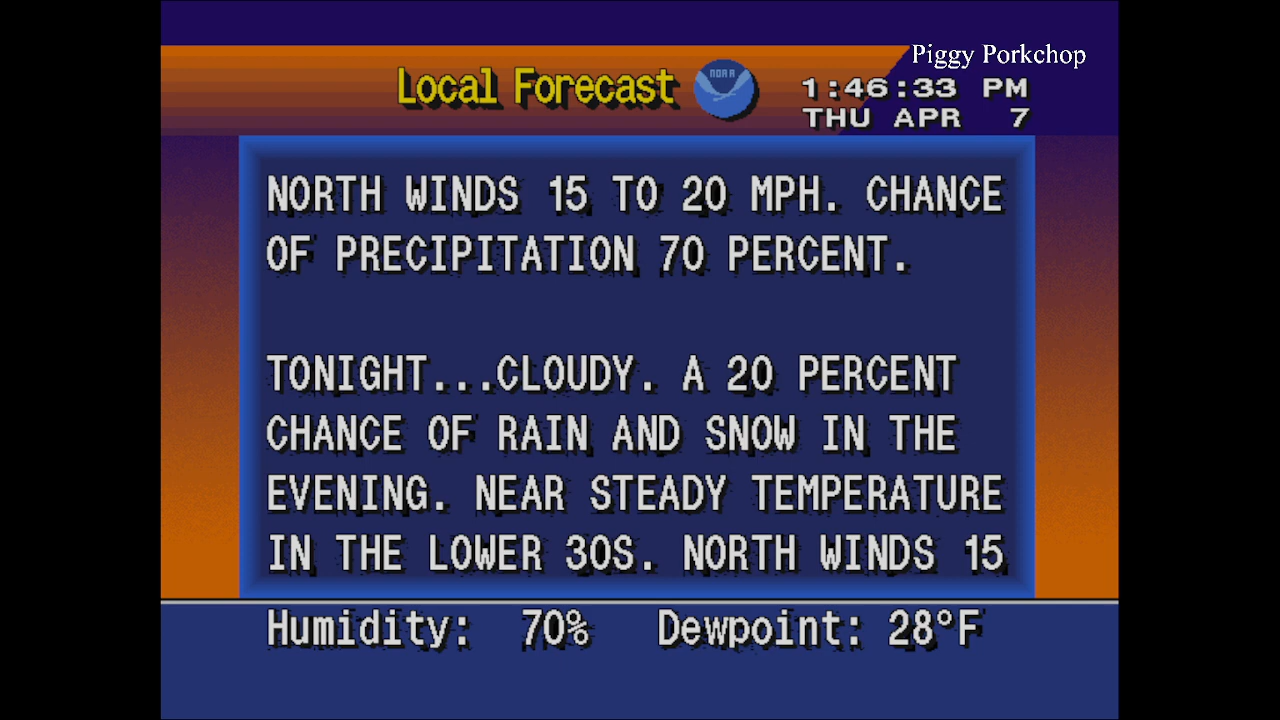 Piggy Porkchop
Local Forecast
NOAA
1:46:33 PM
THU APR 7
NORTH WINDS 15 TO 20 MPH. CHANCE
OF PRECIPITATION 70 PERCENT.
TONIGHT...CLOUDY. A 20 PERCENT
CHANCE OF RAIN AND SNOW IN THE
EVENING. NEAR STEADY TEMPERATURE
IN THE LOWER 30S. NORTH WINDS 15
Humidity: 70% Dewpoint: 28°F